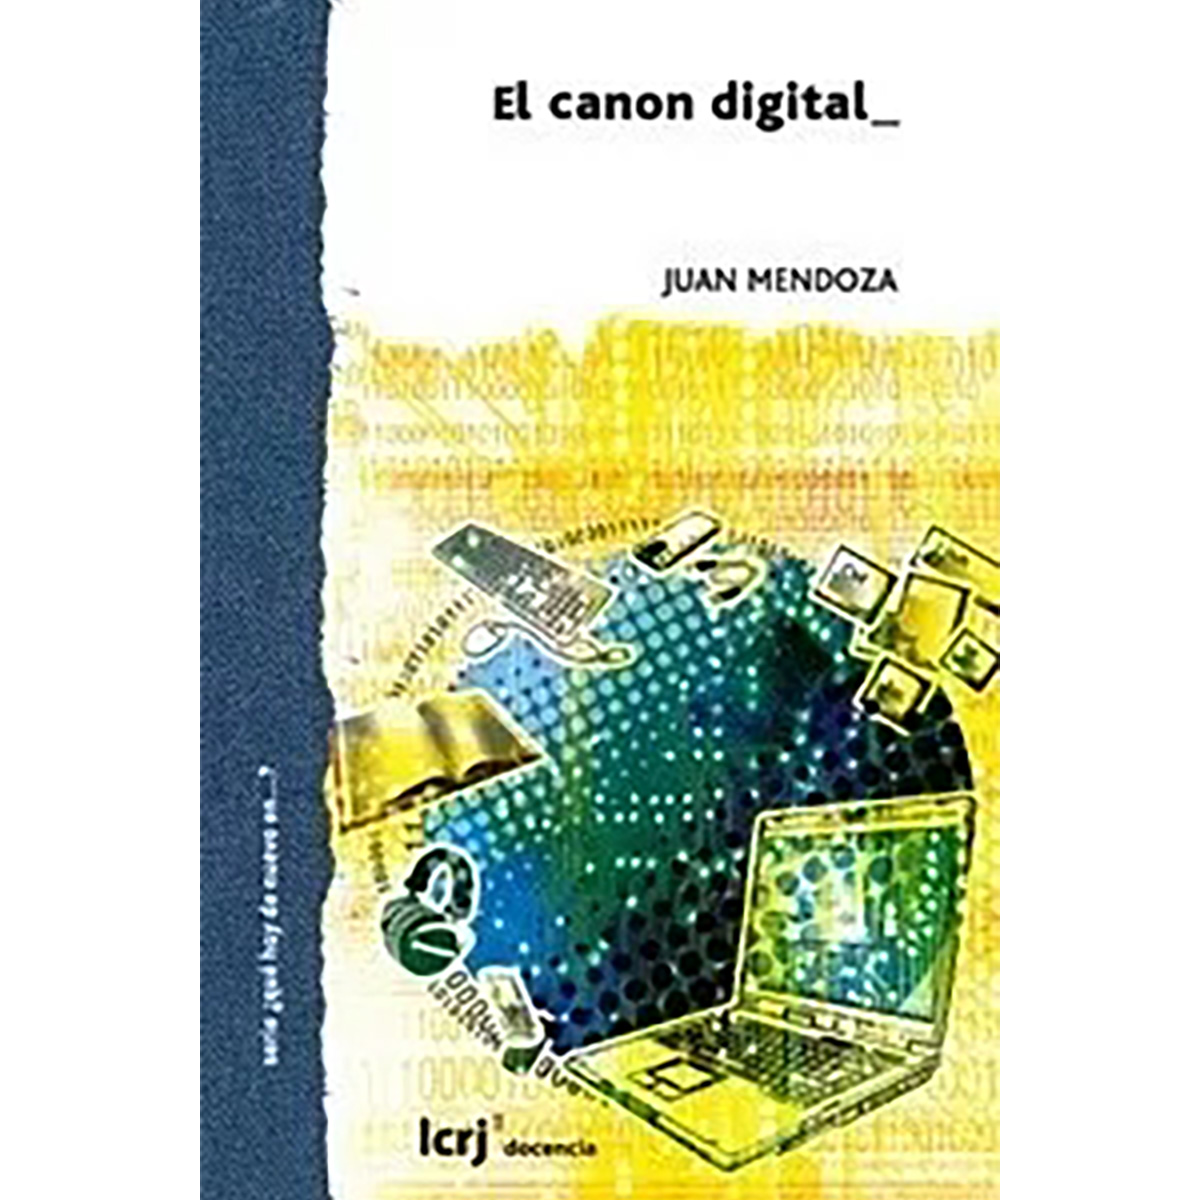 El canon digital_
JUAN MENDOZA
serie ¿qué hay de nuevo en...?
lcrj docencia